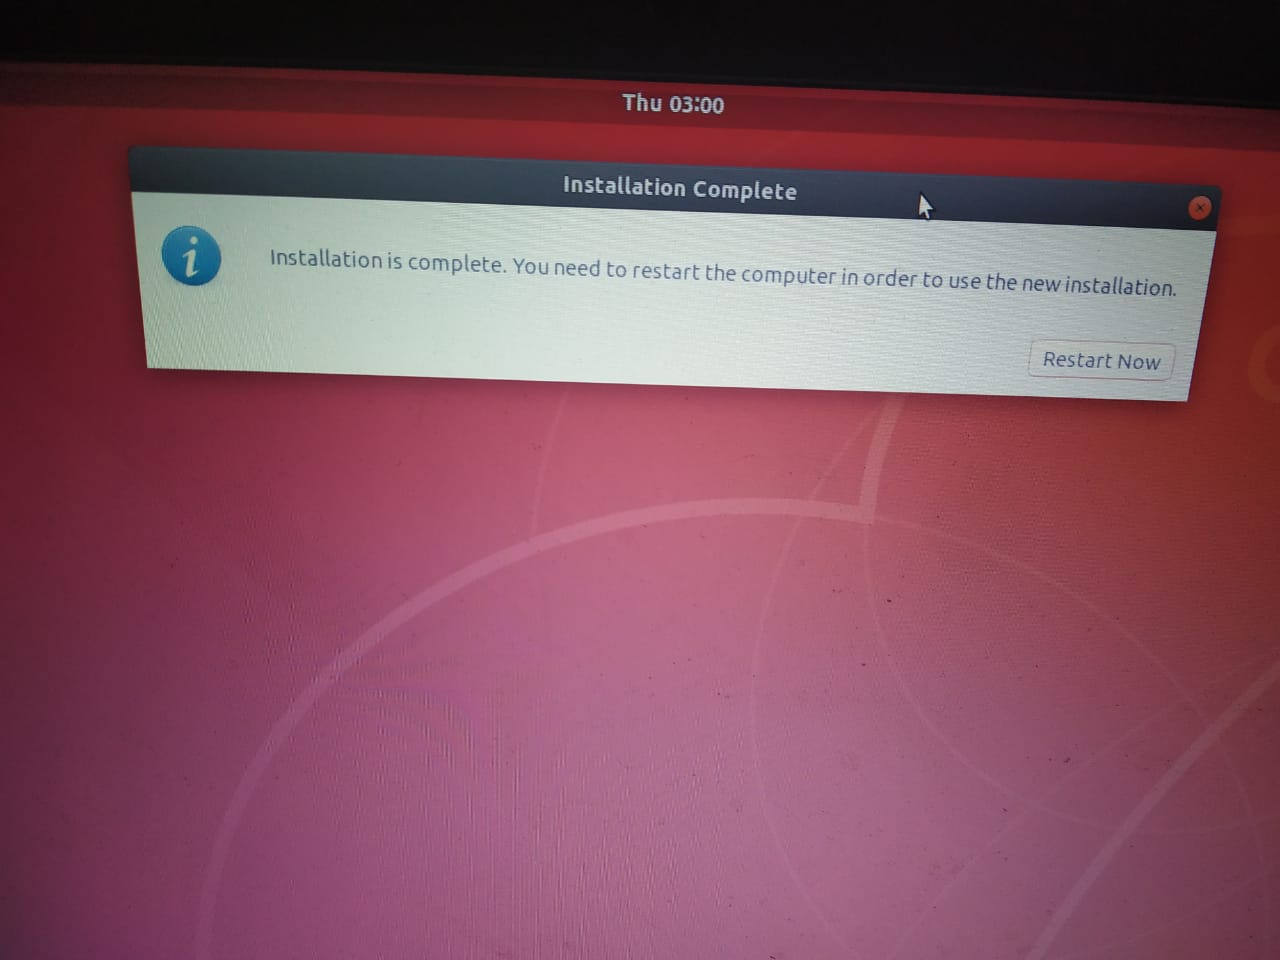 Thu 03:00
Installation Complete
Installation is complete. You need to restart the computer in order to use the new installation.
Restart Now